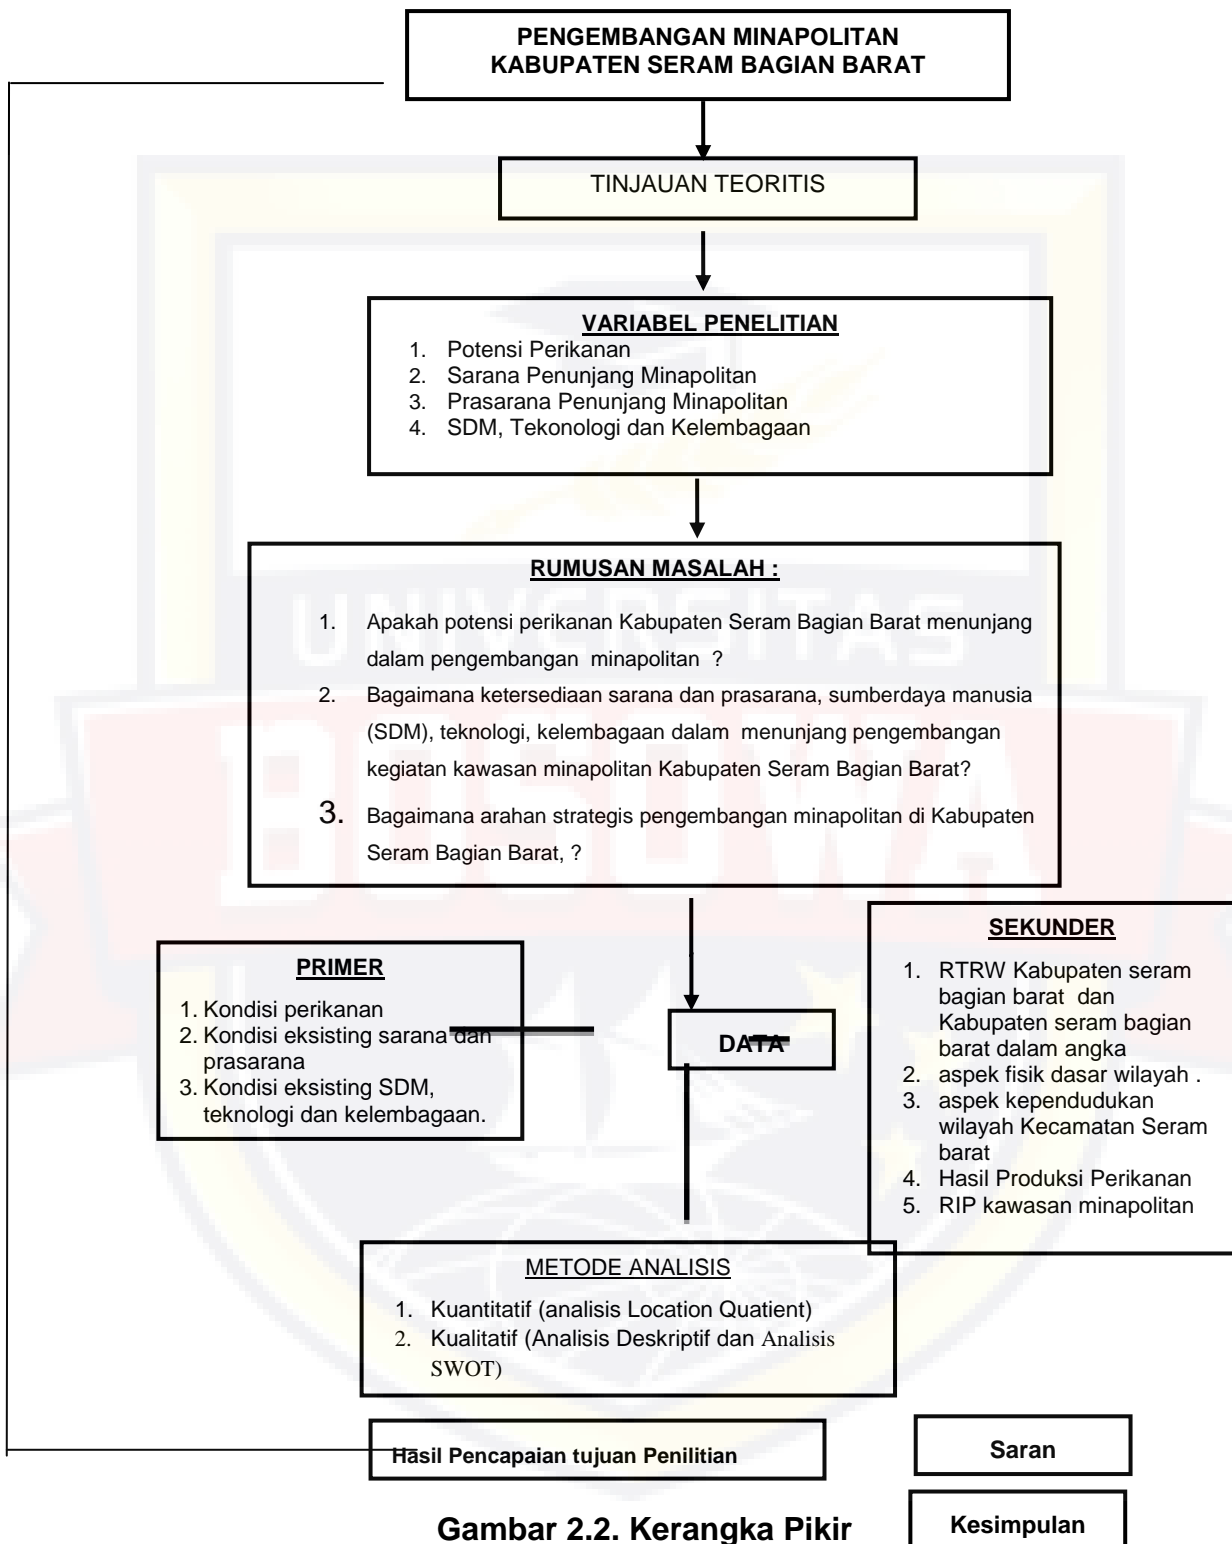 PENGEMBANGAN MINAPOLITAN
KABUPATEN SERAM BAGIAN BARAT
TINJAUAN TEORITIS
VARIABEL PENELITIAN
1. Potensi Perikanan
2. Sarana Penunjang Minapolitan
3. Prasarana Penunjang Minapolitan
4. SDM, Tekonologi dan Kelembagaan
RUMUSAN MASALAH :
1. Apakah potensi perikanan Kabupaten Seram Bagian Barat menunjang
dalam pengembangan minapolitan ?
2. Bagaimana ketersediaan sarana dan prasarana, sumberdaya manusia
(SDM), teknologi, kelembagaan dalam menunjang pengembangan
kegiatan kawasan minapolitan Kabupaten Seram Bagian Barat?
3. Bagaimana arahan strategis pengembangan minapolitan di Kabupaten
Seram Bagian Barat, ?
PRIMER
1. Kondisi perikanan
2. Kondisi eksisting sarana dan
prasarana
3. Kondisi eksisting SDM,
teknologi dan kelembagaan.
DATA
SEKUNDER
1. RTRW Kabupaten seram
bagian barat dan
Kabupaten seram bagian
barat dalam angka
2. aspek fisik dasar wilayah .
3. aspek kependudukan
wilayah Kecamatan Seram
barat
4. Hasil Produksi Perikanan
5. RIP kawasan minapolitan
METODE ANALISIS
1. Kuantitatif (analisis Location Quatient)
2. Kualitatif (Analisis Deskriptif dan Analisis
SWOT)
Hasil Pencapaian tujuan Penilitian
Saran
Kesimpulan
Gambar 2.2. Kerangka Pikir
UNIVERSITAS
BOSOWA